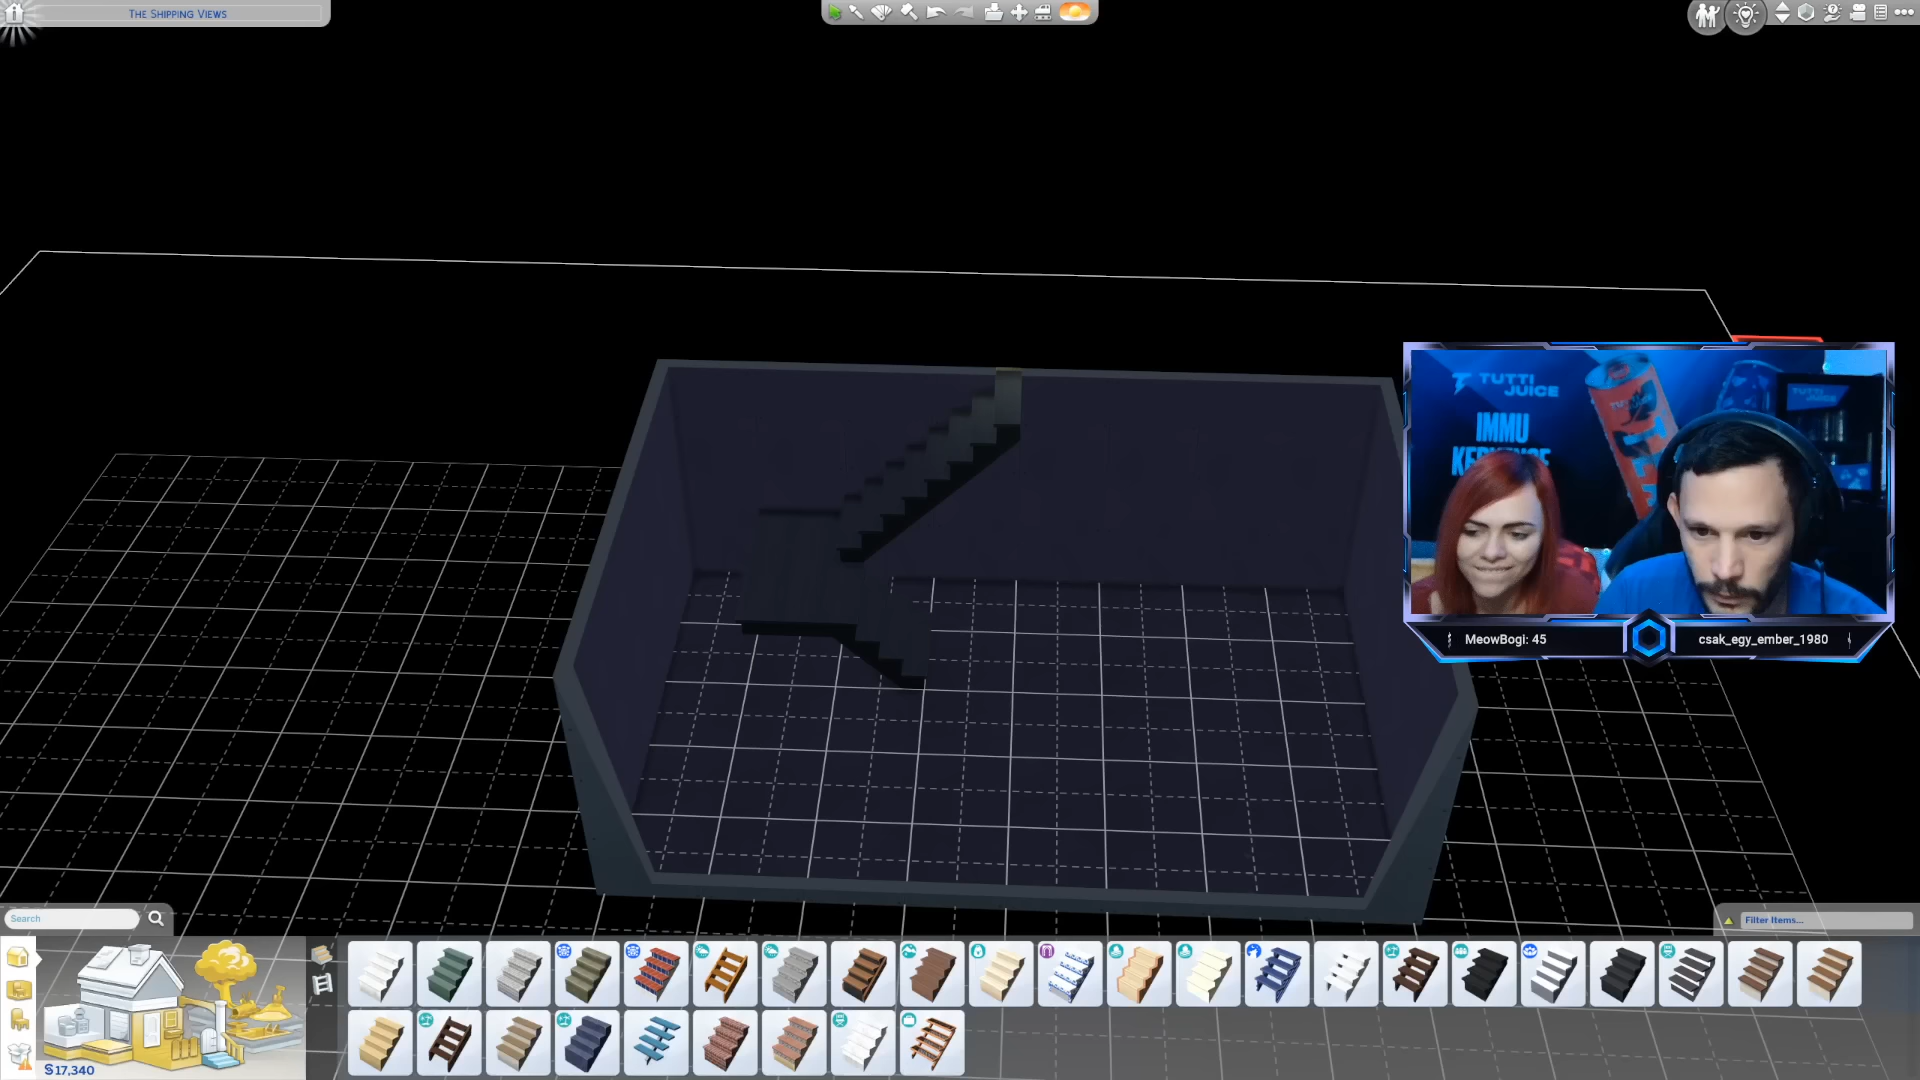 THE SHIPPING VIEWS
TUTTI
JUICE
IMMU
MeowBogi: 45
csak_egy_ember_1980
Search
Filter Items...
§17,340